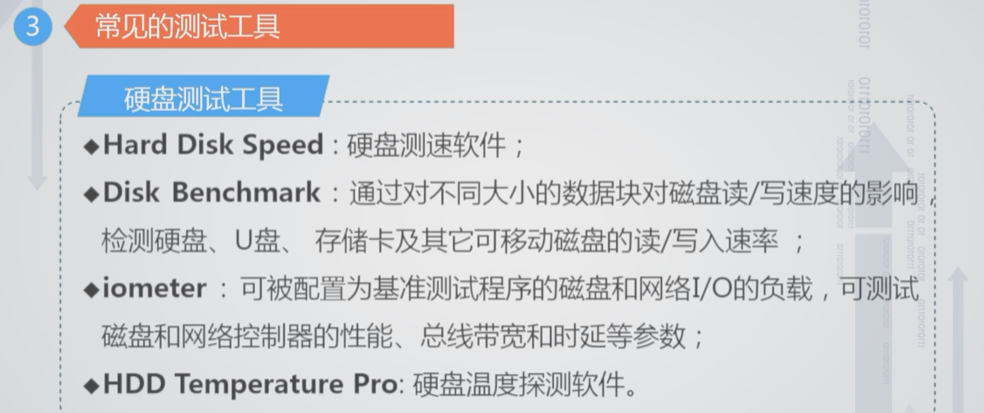 3
常见的测试工具
硬盘测试工具
◆Hard Disk Speed : 硬盘测速软件；
◆Disk Benchmark ：通过对不同大小的数据块对磁盘读/写速度的影响，
检测硬盘、U盘、 存储卡及其它可移动磁盘的读/写入速率 ；
◆iometer ：可被配置为基准测试程序的磁盘和网络I/O的负载，可测试
磁盘和网络控制器的性能、总线带宽和时延等参数；
◆HDD Temperature Pro: 硬盘温度探测软件。